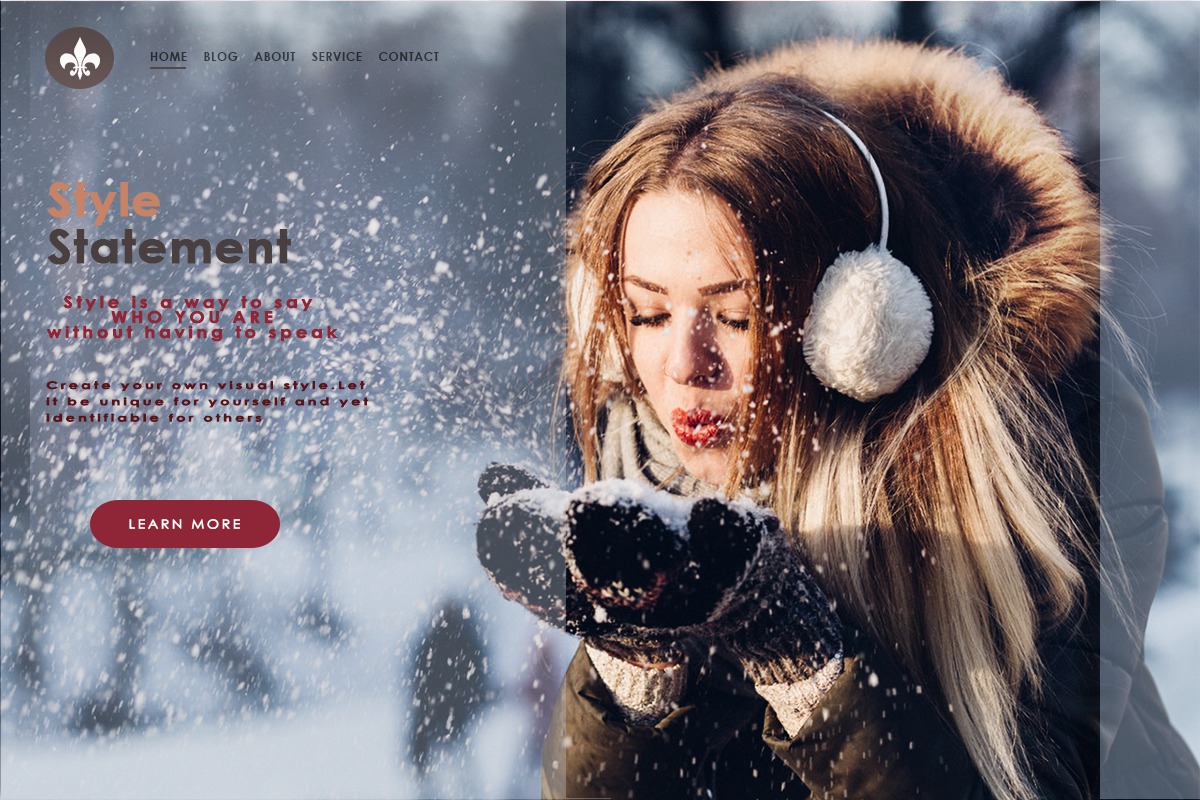 HOME BLOG ABOUT SERVICE CONTACT
Style
Statement
Style is a way to say
WHO YOU ARE
without having to speak
Create your own visual style.Let
it be unique for yourself and yet
identifiable for others
LEARN MORE